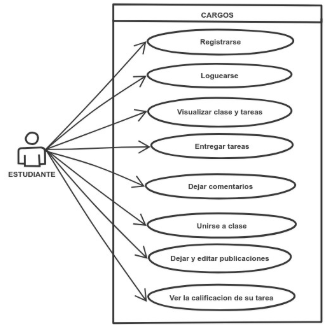 CARGOS
Registrarse
Loguearse
Visualizar clase y tareas
Entregar tareas
ESTUDIANTE
Dejar comentarios
Unirse a clase
Dejar y editar publicaciones
Ver la calificacion de su tarea